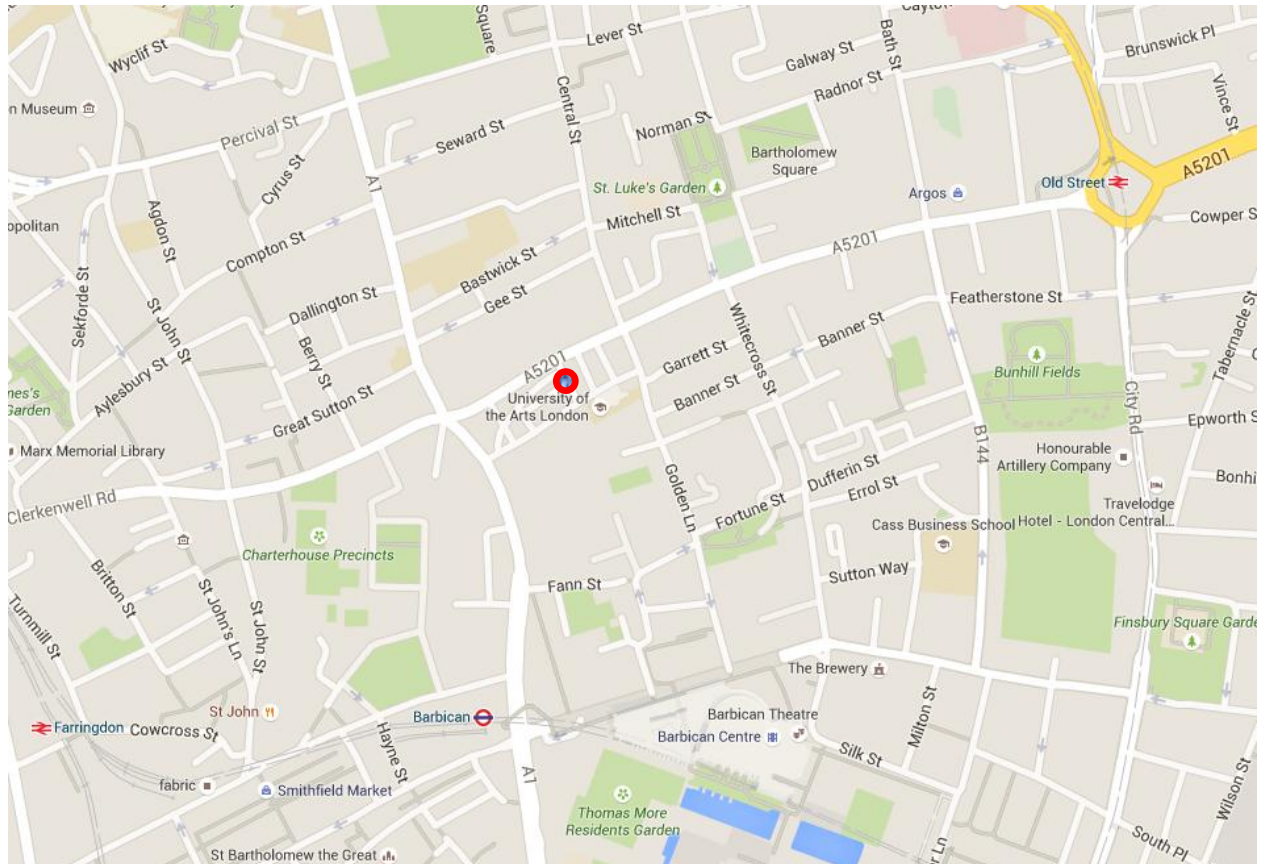 Cayto
Square
Lever St
Wyclif St
Galway St
Bath St
Brunswick Pl
Radnor St
Vince St
n Museum
Percival St
Central St
Seward St
Norman St
Bartholomew
Square
A5201
Old Street
Cyrus St
A1
St. Luke's Garden
Argos
Mitchell St
Cowper S
opolitan
Agdon St
Compton St
A5201
Bastwick St
Sekforde St
St John St
Dallington St
Gee St
Featherstone St
Whitecross St
Banner St
Tabernacle St
Berry St
A5201
Garrett St
Bunhill Fields
Aylesbury St
nes's
Garden
University of
the Arts London
Banner St
City Rd
Great Sutton St
Epworth S
Marx Memorial Library
B144
Honourable
Artillery Company
Dufferin St
Errol St
Bonhi
Clerkenwell Rd
Golden Ln
Fortune St
Travelodge
Hotel - London Central...
Cass Business School
Charterhouse Precincts
Britton St
Fann St
Sutton Way
Turnmill St
St John's Ln
St John St
Finsbury Square Garde
The Brewery
St John
Barbican
Barbican Theatre
Milton St
Farringdon
Cowcross St
Barbican Centre
Hayne St
Silk St
A1
fabric
Smithfield Market
Wilson St
Thomas More
Residents Garden
South Pl
er Ln
St Bartholomew the Great